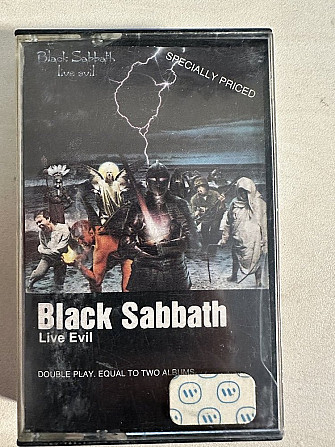 Black Sabbath
live evil
SPECIALLY PRICED
Black Sabbath
Live Evil
DOUBLE PLAY. EQUAL TO TWO ALBUMS